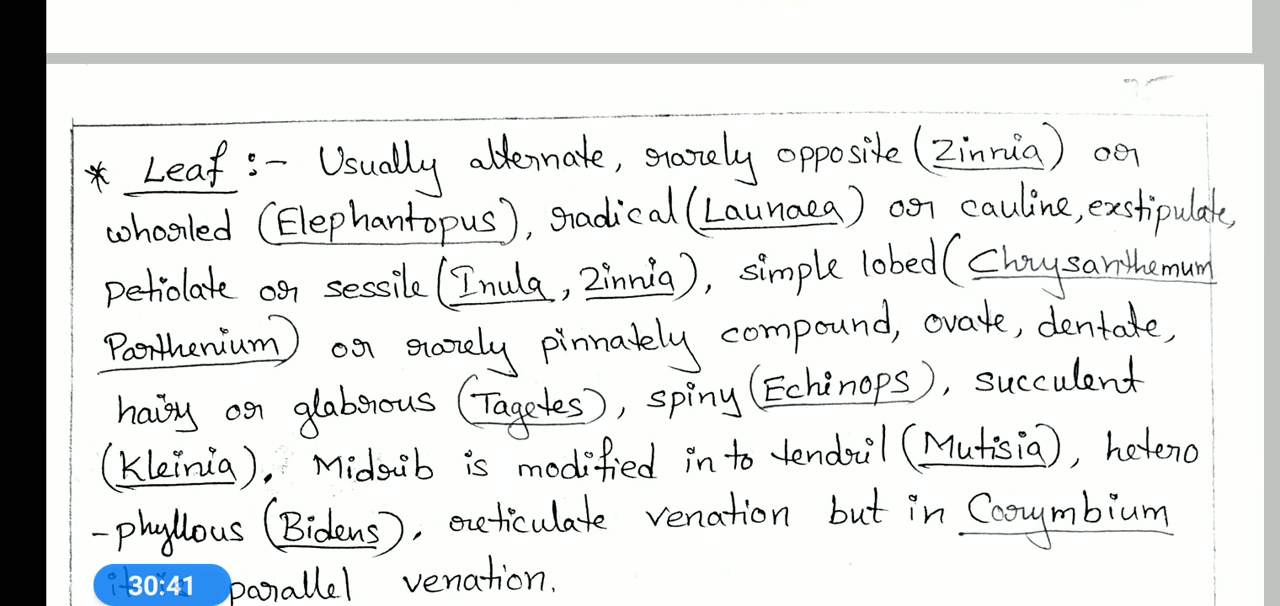 * Leaf :- Usually alternate, rarely opposite (Zinnia) or
whorled (Elephantopus), radical (Launaea) or cauline, exstipulate,
petiolate or sessile (Inula, Zinnia), simple lobed (Chrysanthemum
Parthenium) or rarely pinnately compound, ovate, dentate,
hairy or glabrous (Tagetes), spiny (Echinops), succulent
(Kleinia). Midrib is modified in to tendril (Mutisia), hetero
-phyllous (Bidens), reticulate venation but in Corymbium
30:41 parallel venation.